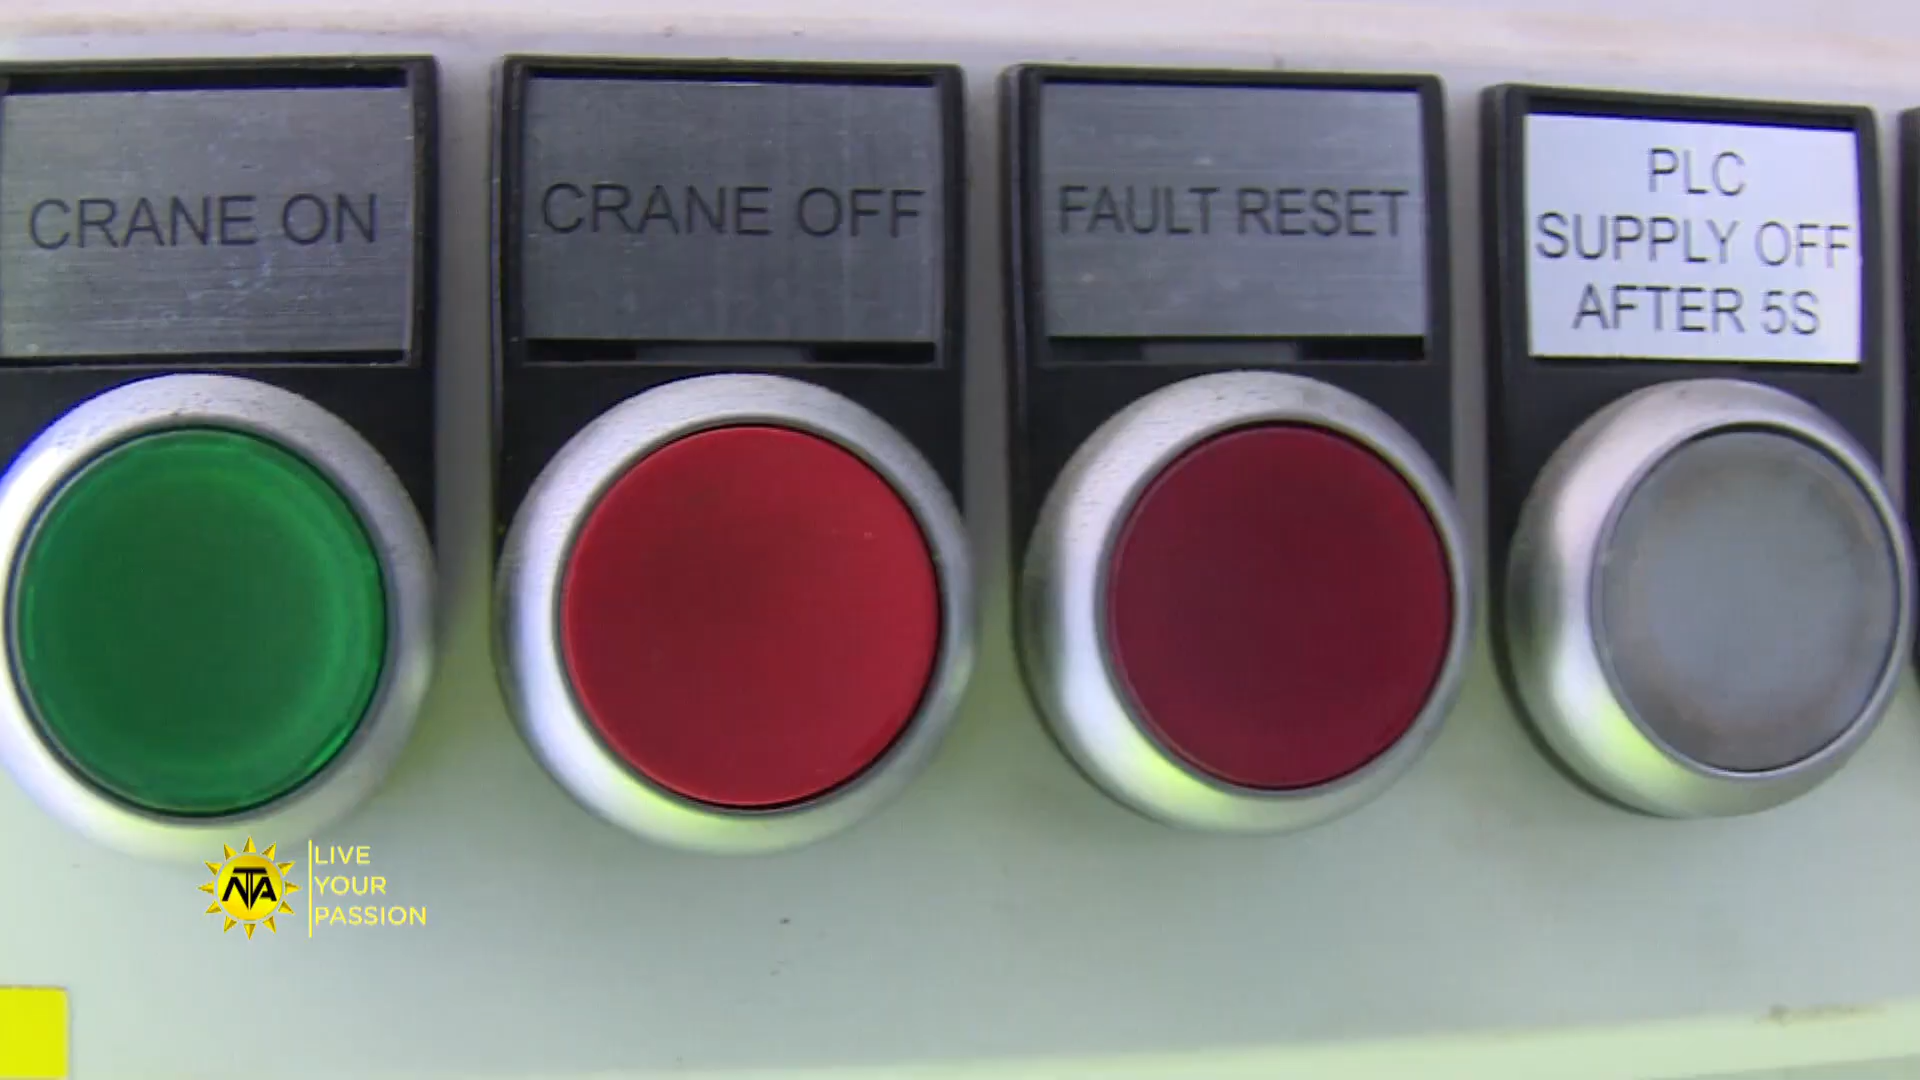 CRANE ON
CRANE OFF
FAULT RESET
PLC
SUPPLY OFF
AFTER 5S
NTA
LIVE
YOUR
PASSION